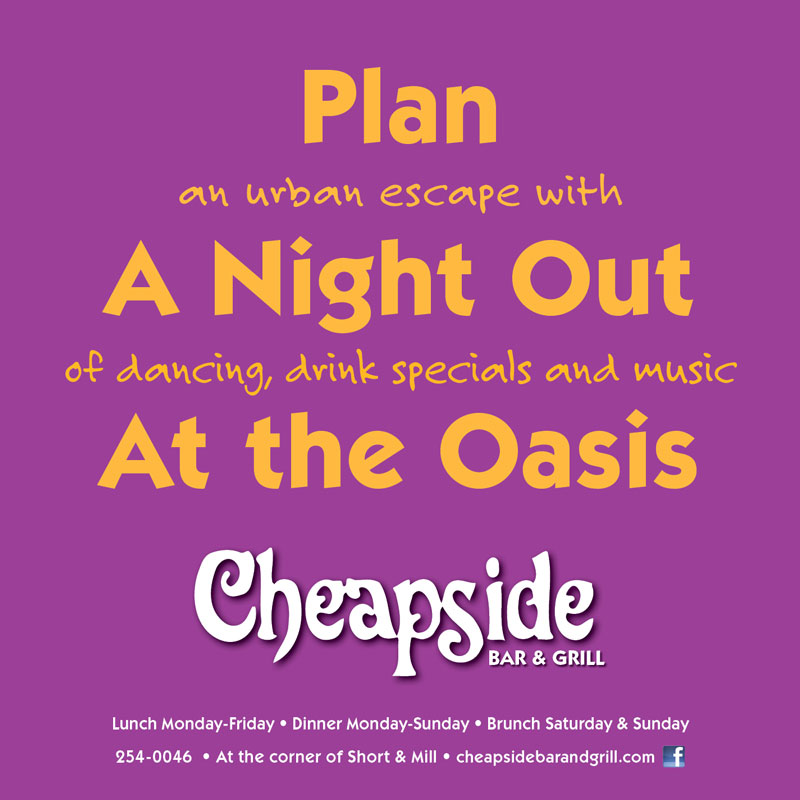 Plan
an urban escape with
A Night Out
of dancing, drink specials and music
At the Oasis
Cheapside
BAR & GRILL
Lunch Monday-Friday • Dinner Monday-Sunday • Brunch Saturday & Sunday
254-0046 • At the corner of Short & Mill • cheapsidebarandgrill.com f